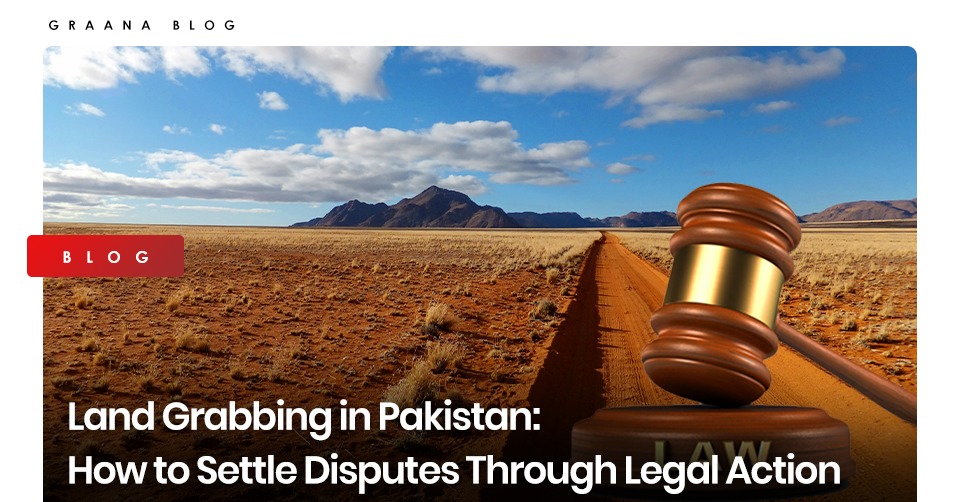 GRAANA BLOG
BLOG
LAW
Land Grabbing in Pakistan:
How to Settle Disputes Through Legal Action